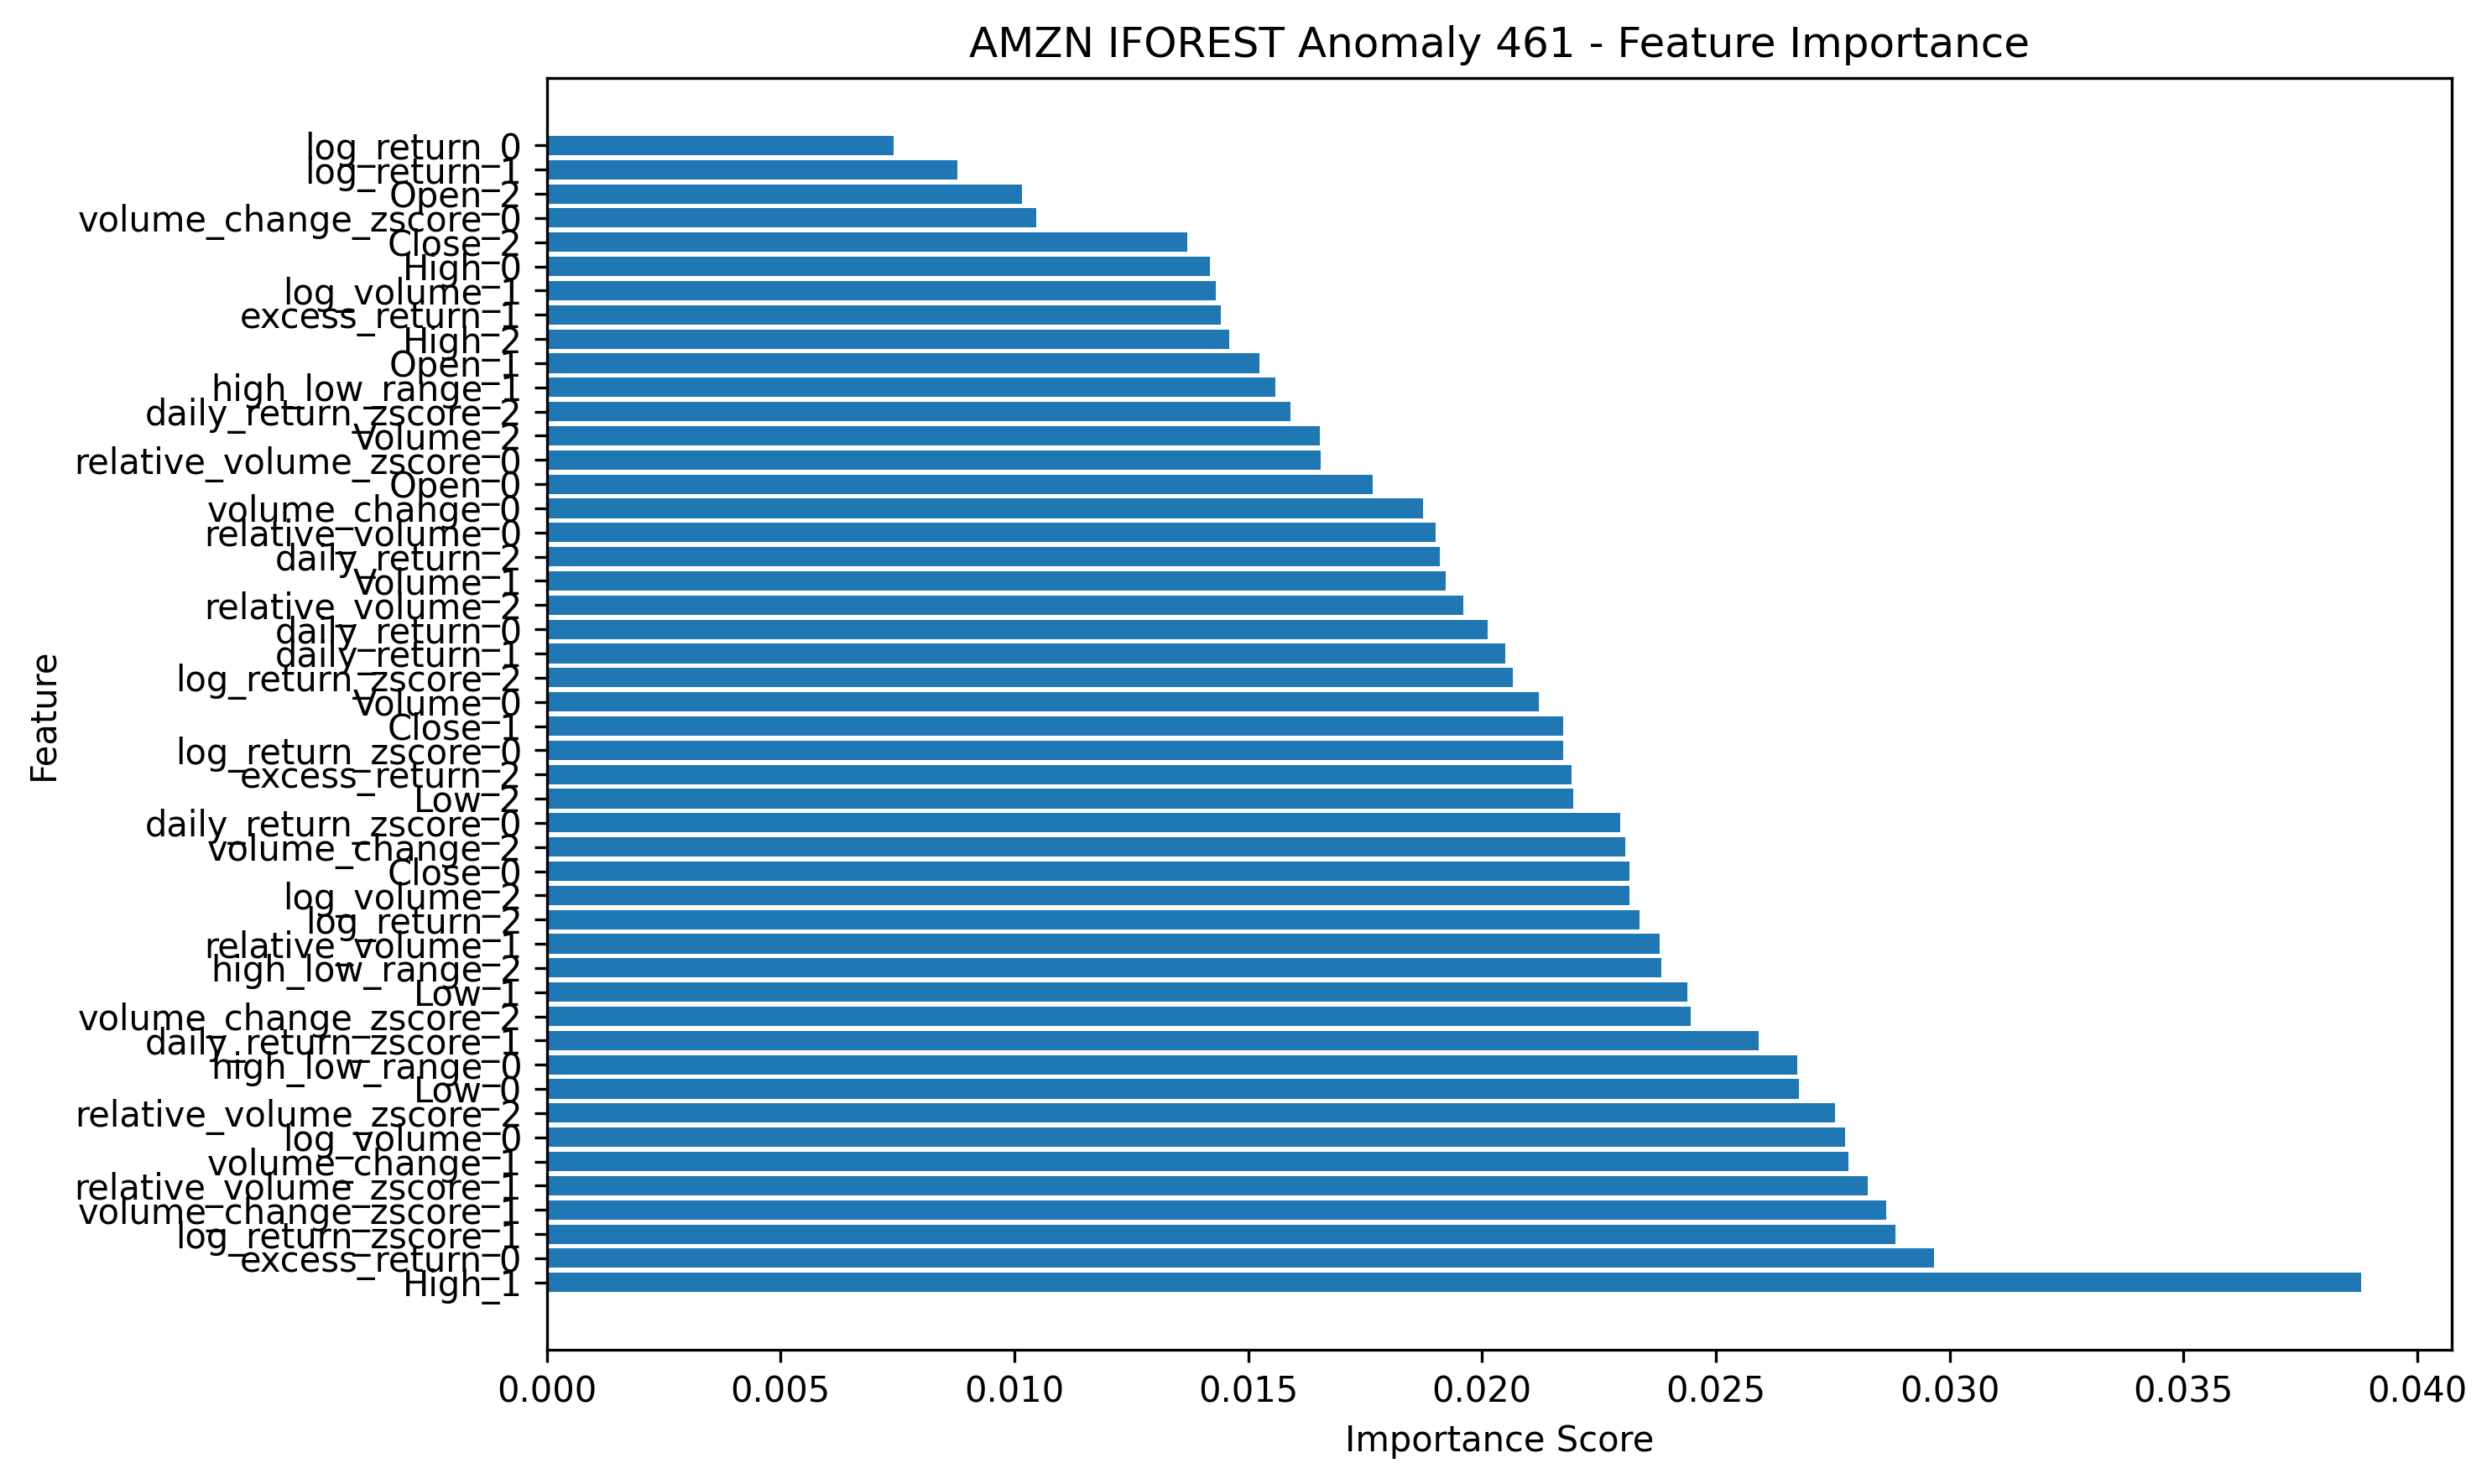 AMZN IFOREST Anomaly 461 - Feature Importance
log_return_0
log_return_1
Open_2
volume_change_zscore_0
Close_2
High_0
log_volume_1
excess_return_1
High_2
Open_1
high_low_range_1
daily_return_zscore_2
Volume_2
relative_volume_zscore_0
Open_0
volume_change_0
relative_volume_0
daily_return_2
Volume_1
relative_volume_2
daily_return_0
daily_return_1
log_return_zscore_2
Volume_0
Close_1
log_return_zscore_0
excess_return_2
Low_2
daily_return_zscore_0
volume_change_2
Close_0
log_volume_2
log_return_2
relative_volume_1
high_low_range_2
Low_1
volume_change_zscore_2
daily_return_zscore_1
high_low_range_0
Low_0
relative_volume_zscore_2
log_volume_0
volume_change_1
relative_volume_zscore_1
volume_change_zscore_1
log_return_zscore_1
excess_return_0
High_1
Feature
0.000 0.005 0.010 0.015 0.020 0.025 0.030 0.035 0.040
Importance Score